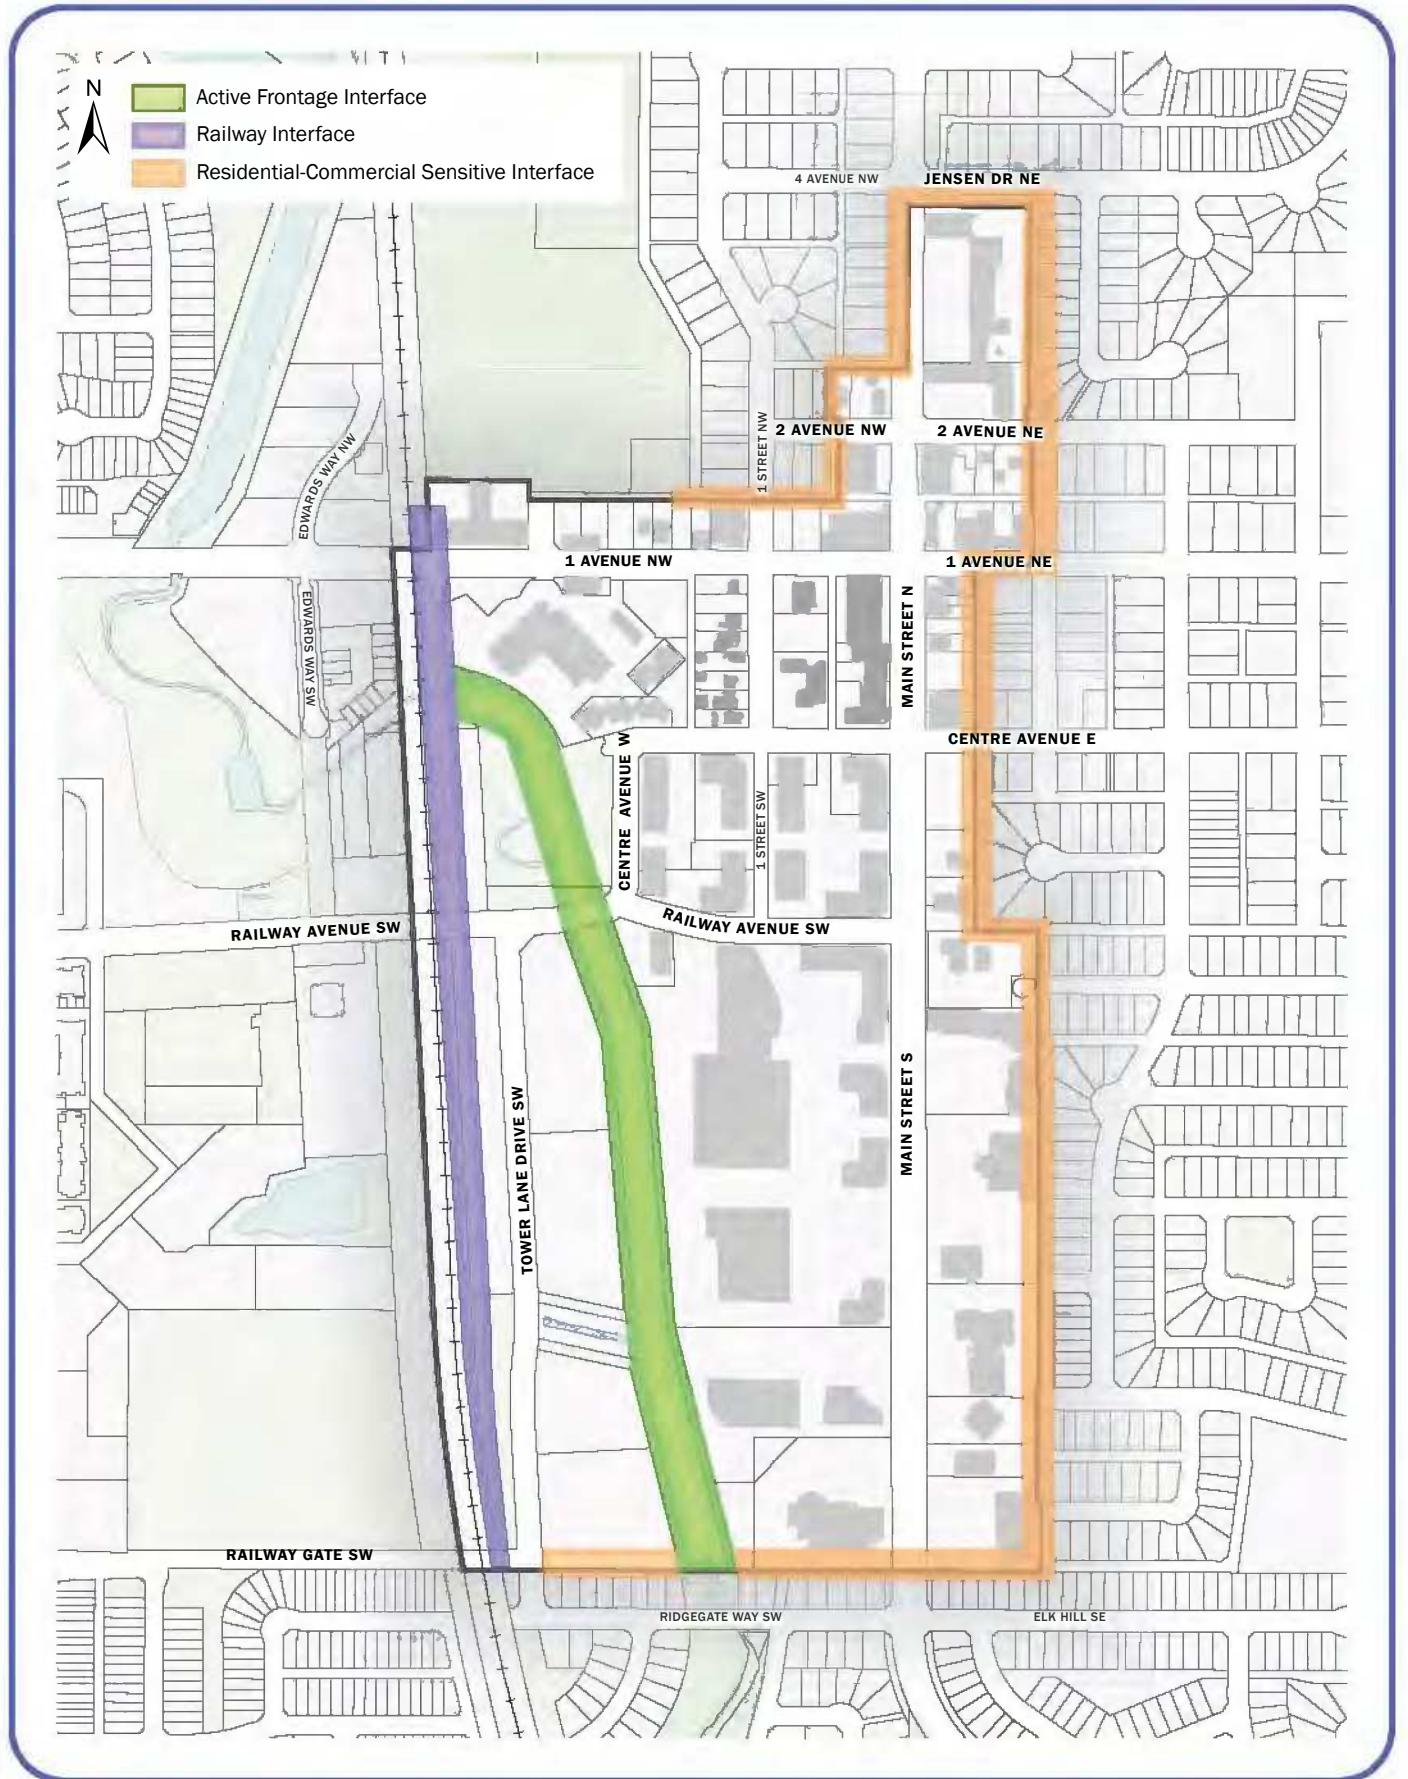 N
Active Frontage Interface
Railway Interface
Residential-Commercial Sensitive Interface
4 AVENUE NW
JENSEN DR NE
1 STREET NW
2 AVENUE NW
2 AVENUE NE
EDWARDS WAY NW
1 AVENUE NW
1 AVENUE NE
EDWARDS WAY SW
MAIN STREET N
CENTRE AVENUE W
CENTRE AVENUE E
1 STREET SW
RAILWAY AVENUE SW
RAILWAY AVENUE SW
TOWER LANE DRIVE SW
MAIN STREET S
RAILWAY GATE SW
RIDGEGATE WAY SW
ELK HILL SE